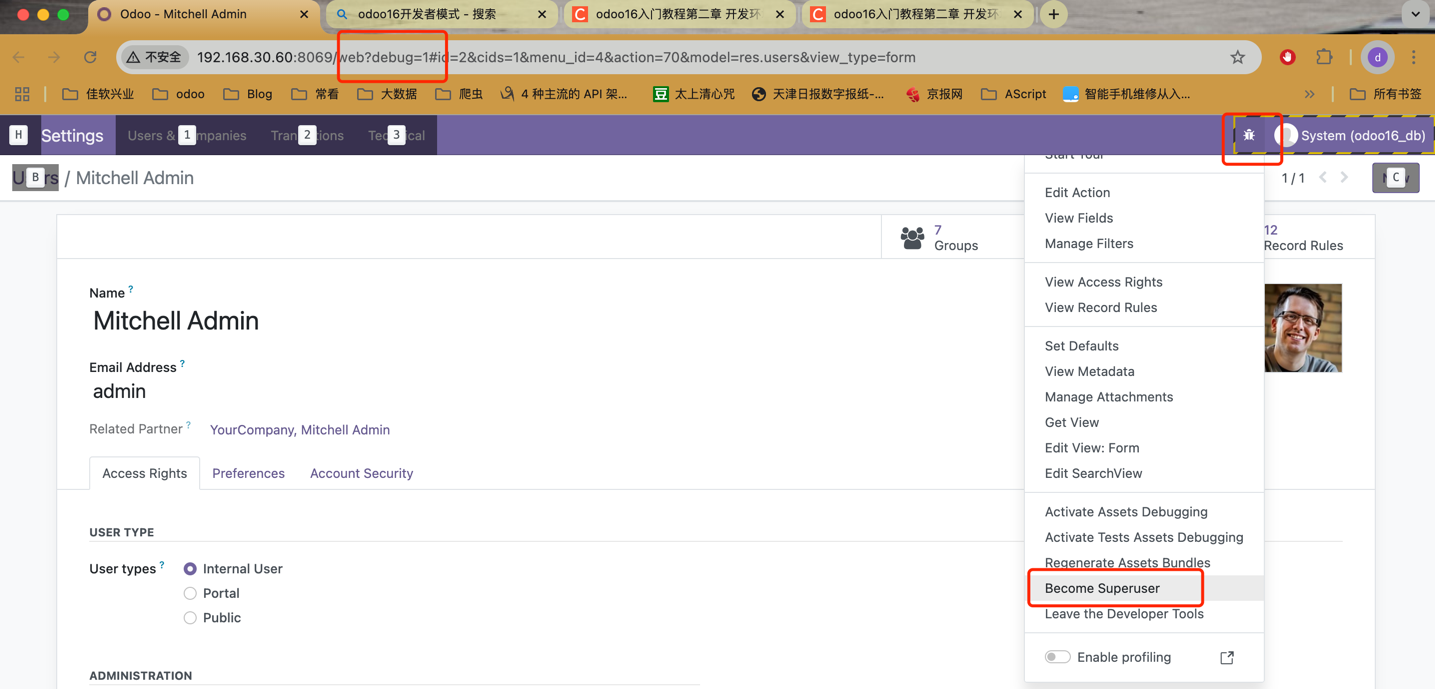 Odoo - Mitchell Admin
odoo16开发者模式 - 搜索
odoo16入门教程第二章 开发环
odoo16入门教程第二章 开发环
不安全
192.168.30.60:8069/web?debug=1#id=2&cids=1&menu_id=4&action=70&model=res.users&view_type=form
d
佳软兴业
odoo
Blog
常看
大数据
爬虫
4 种主流的 API 架...
豆
太上清心咒
天津日报数字报纸-...
京报网
AScript
智能手机维修从入...
所有书签
H
Settings
Users & 1 mpanies
Tran 2 ions
Te 3 cal
System (odoo16_db)
U B rs / Mitchell Admin
1 / 1
N C w
Start Tour
Edit Action
View Fields
Manage Filters
View Access Rights
View Record Rules
Set Defaults
View Metadata
Manage Attachments
Get View
Edit View: Form
Edit SearchView
Activate Assets Debugging
Activate Tests Assets Debugging
Regenerate Assets Bundles
Become Superuser
Leave the Developer Tools
Enable profiling
7
Groups
12
Record Rules
Name ?
Mitchell Admin
Email Address ?
admin
Related Partner ?
YourCompany, Mitchell Admin
Access Rights
Preferences
Account Security
USER TYPE
User types ?
Internal User
Portal
Public
ADMINISTRATION